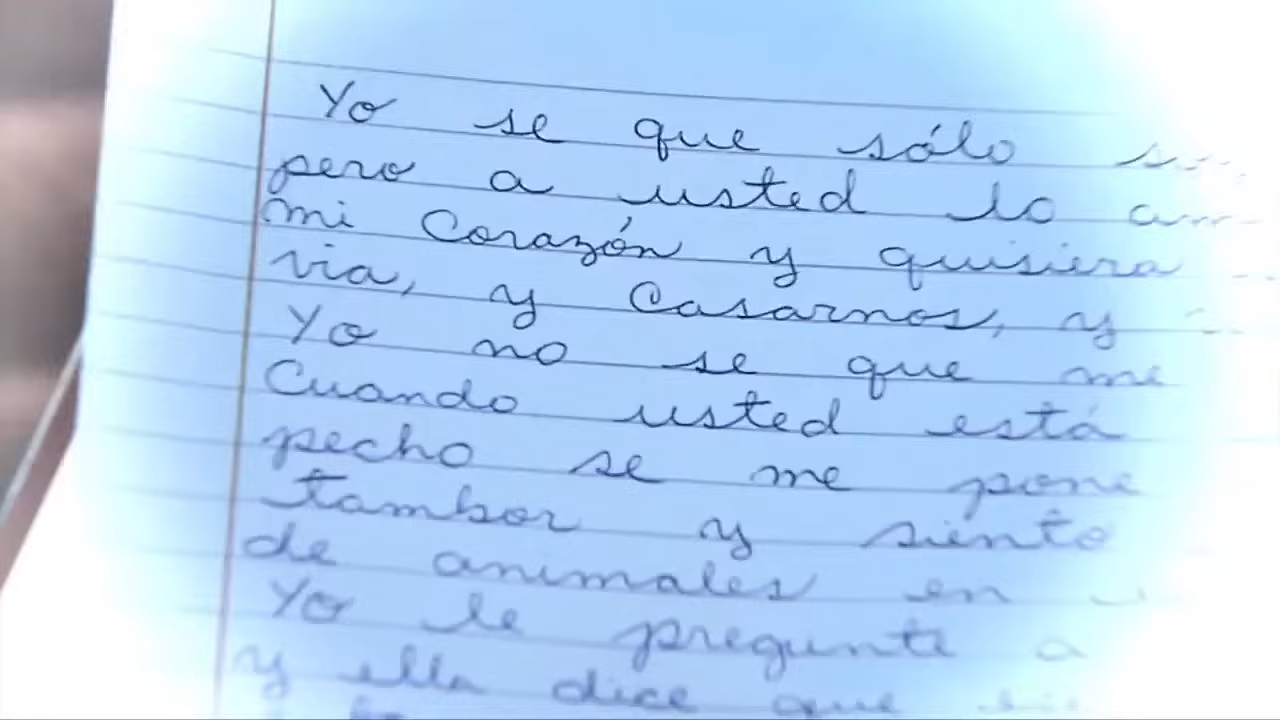 Yo se que sólo
pero a usted lo
mi corazón y quisiera
via, y casarnos, y
Yo no se que me
Cuando usted está
pecho se me pone
tambor y siento
de animales en
Yo le pregunte a
y ella dice que